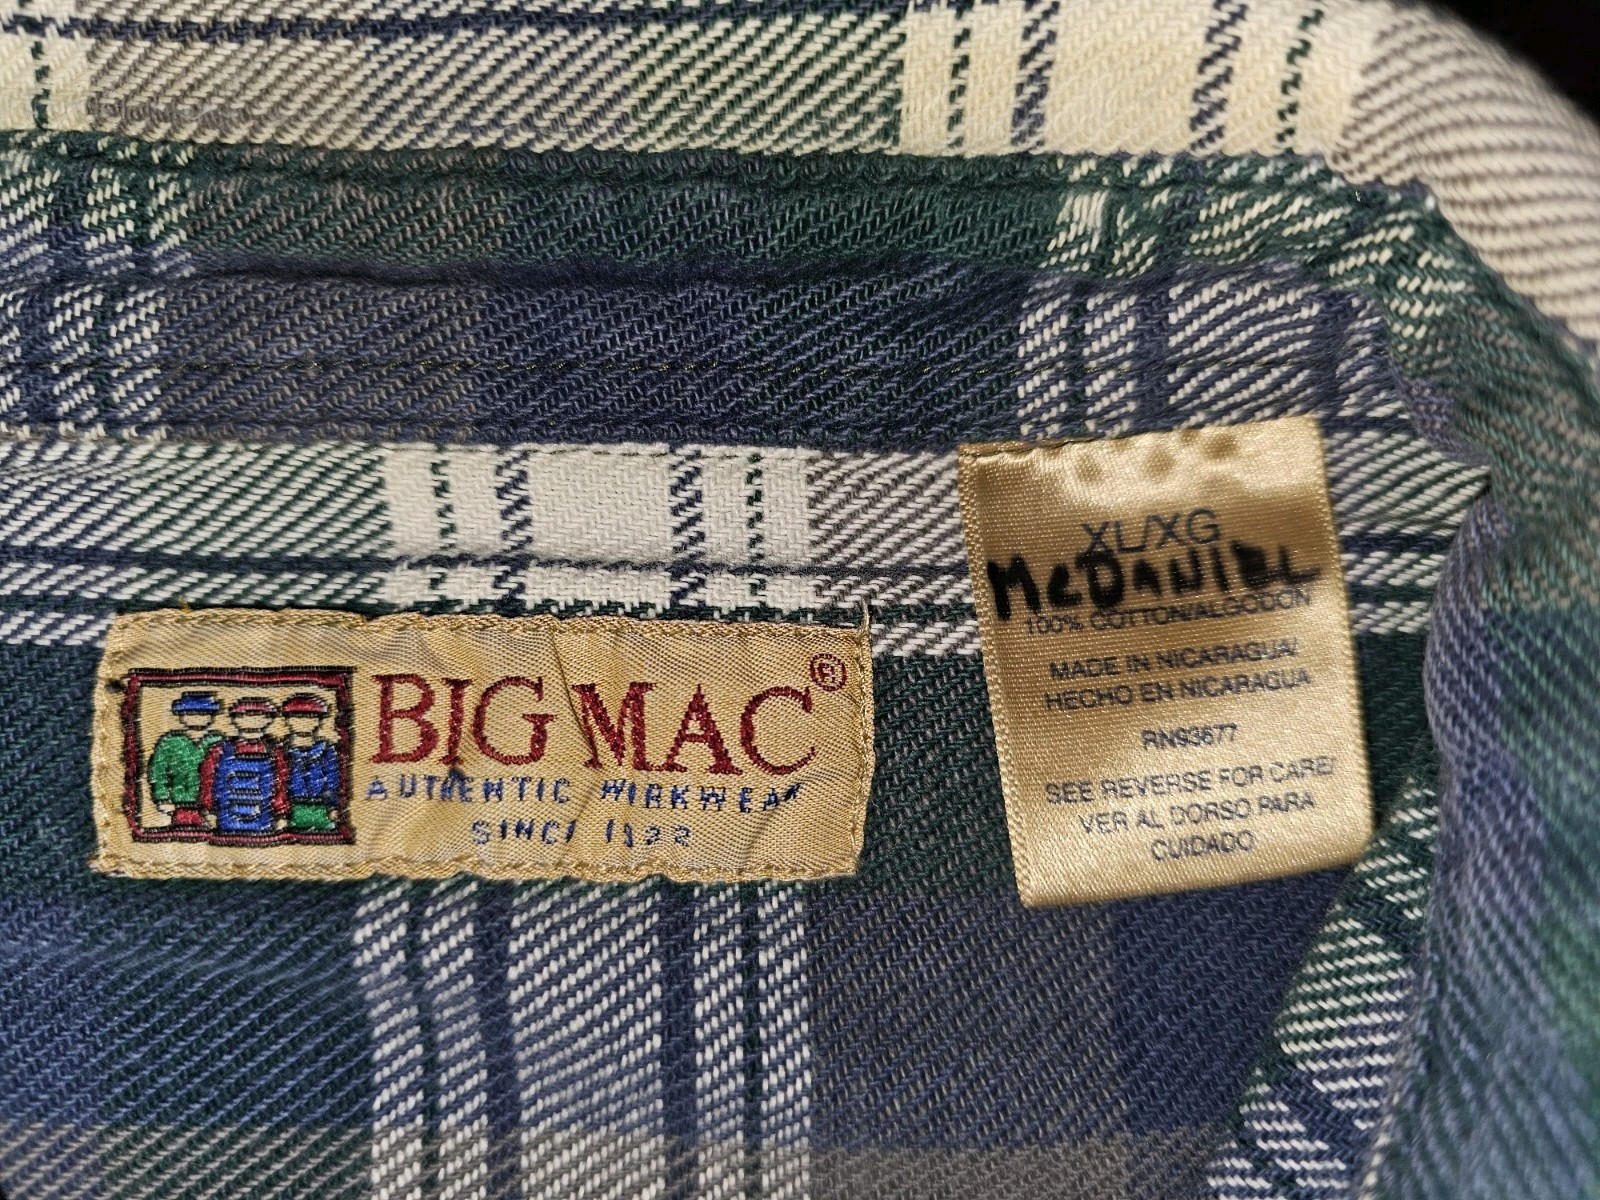 BIG MAC®
AUTHENTIC WORKWEAR
SINCE 1922
XL/XG
McDANIEL
100% COTTON/ALGODON
MADE IN NICARAGUA/
HECHO EN NICARAGUA
RN93677
SEE REVERSE FOR CARE/
VER AL DORSO PARA
CUIDADO